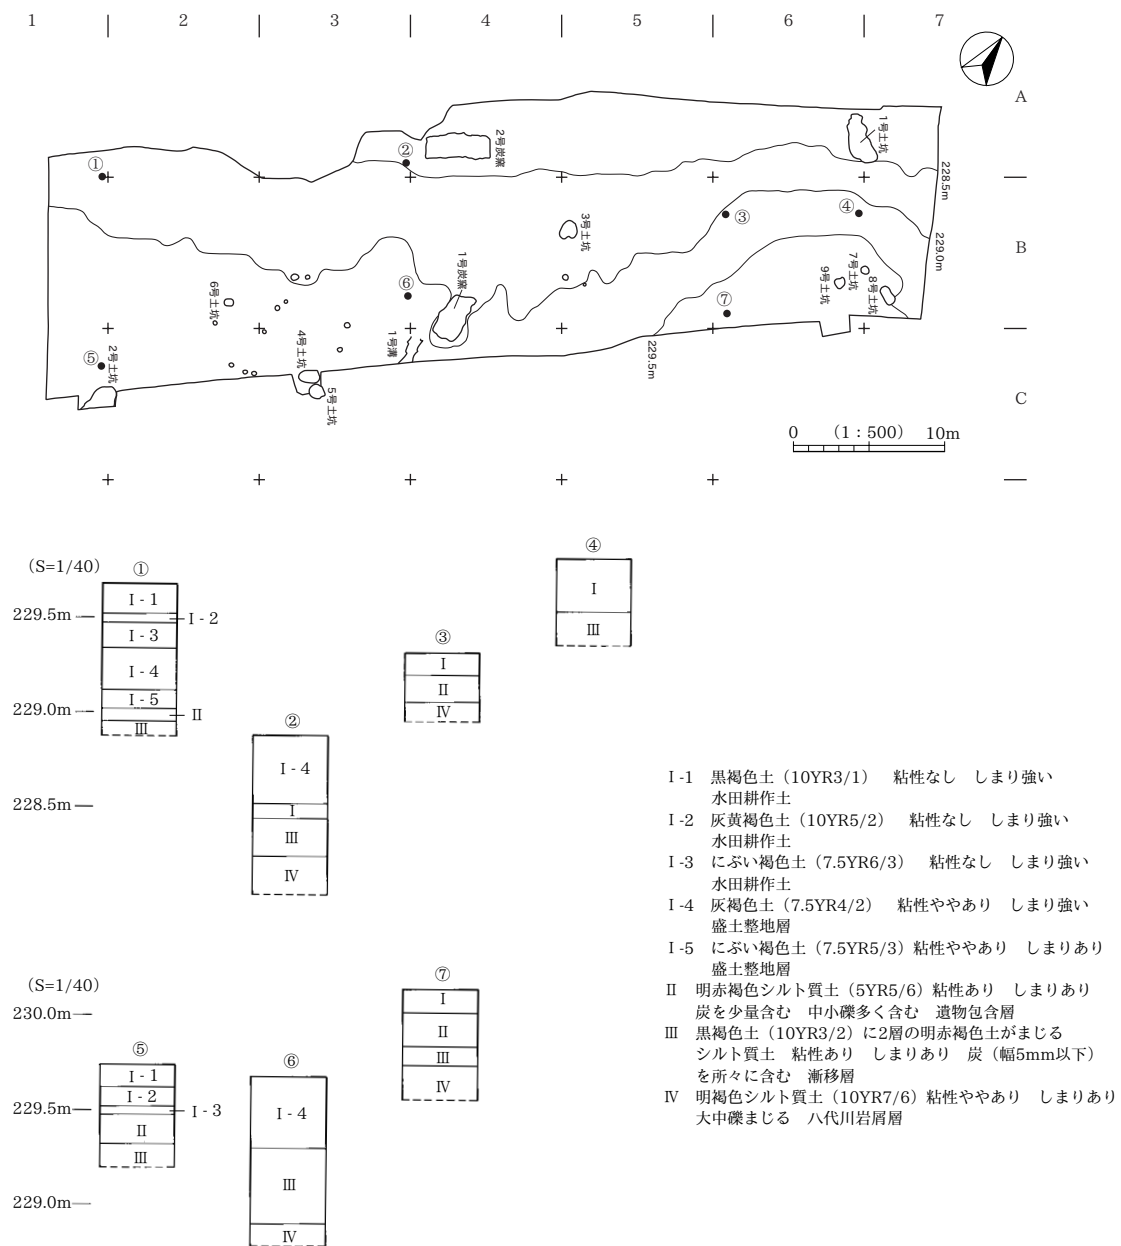 1 2 3 4 5 6 7
A
2号炭窯
1号土坑
①
②
228.5m
③
④
3号土坑
B
229.0m
1号炭窯
7号土坑
9号土坑
8号土坑
⑥
6号土坑
⑦
4号土坑
1号溝
⑤
2号土坑
5号土坑
229.5m
C
0 (1：500) 10m
(S=1/40)
①
229.5m
Ⅰ-1
Ⅰ-2
Ⅰ-3
Ⅰ-4
229.0m
Ⅰ-5
Ⅱ
Ⅲ
228.5m
②
Ⅰ-4
Ⅰ
Ⅲ
Ⅳ
③
Ⅰ
Ⅱ
Ⅳ
④
Ⅰ
Ⅲ
(S=1/40)
230.0m
229.5m
229.0m
⑤
Ⅰ-1
Ⅰ-2
Ⅰ-3
Ⅱ
Ⅲ
⑥
Ⅰ-4
Ⅲ
Ⅳ
⑦
Ⅰ
Ⅱ
Ⅲ
Ⅳ
Ⅰ-1 黒褐色土（10YR3/1） 粘性なし しまり強い
水田耕作土
Ⅰ-2 灰黄褐色土（10YR5/2） 粘性なし しまり強い
水田耕作土
Ⅰ-3 にぶい褐色土（7.5YR6/3） 粘性なし しまり強い
水田耕作土
Ⅰ-4 灰褐色土（7.5YR4/2） 粘性ややあり しまり強い
盛土整地層
Ⅰ-5 にぶい褐色土（7.5YR5/3）粘性ややあり しまりあり
盛土整地層
Ⅱ 明赤褐色シルト質土（5YR5/6）粘性あり しまりあり
炭を少量含む 中小礫多く含む 遺物包含層
Ⅲ 黒褐色土（10YR3/2）に2層の明赤褐色土がまじる
シルト質土 粘性あり しまりあり 炭（幅5mm以下）
を所々に含む 漸移層
Ⅳ 明褐色シルト質土（10YR7/6）粘性ややあり しまりあり
大中礫まじる 八代川岩屑層